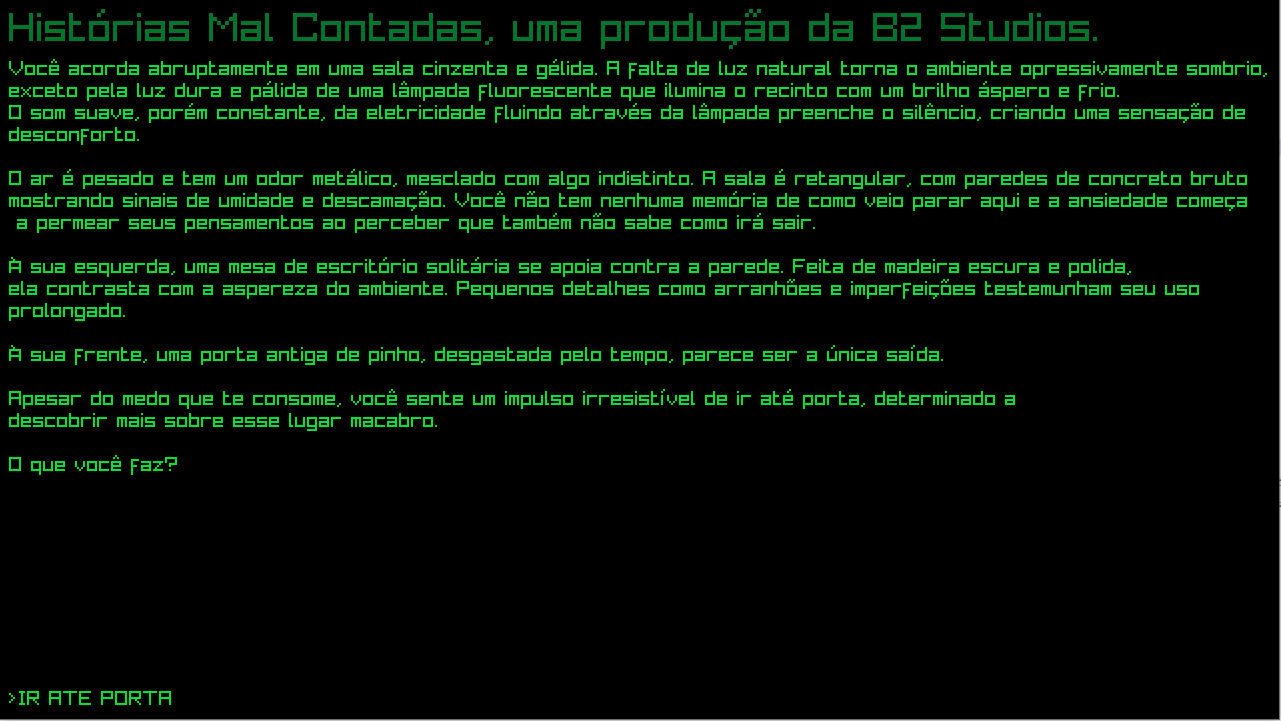 Histórias Mal Contadas, uma produção da B2 Studios.
Você acorda abruptamente em uma sala cinzenta e gélida. A falta de luz natural torna o ambiente opressivamente sombrio,
exceto pela luz dura e pálida de uma lâmpada fluorescente que ilumina o recinto com um brilho áspero e frio.
O som suave, porém constante, da eletricidade fluindo através da lâmpada preenche o silêncio, criando uma sensação de
desconforto.
O ar é pesado e tem um odor metálico, mesclado com algo indistinto. A sala é retangular, com paredes de concreto bruto
mostrando sinais de umidade e descamação. Você não tem nenhuma memória de como veio parar aqui e a ansiedade começa
a permear seus pensamentos ao perceber que também não sabe como irá sair.
À sua esquerda, uma mesa de escritório solitária se apoia contra a parede. Feita de madeira escura e polida,
ela contrasta com a aspereza do ambiente. Pequenos detalhes como arranhões e imperfeições testemunham seu uso
prolongado.
À sua frente, uma porta antiga de pinho, desgastada pelo tempo, parece ser a única saída.
Apesar do medo que te consome, você sente um impulso irresistível de ir até porta, determinado a
descobrir mais sobre esse lugar macabro.
O que você faz?
>IR ATE PORTA